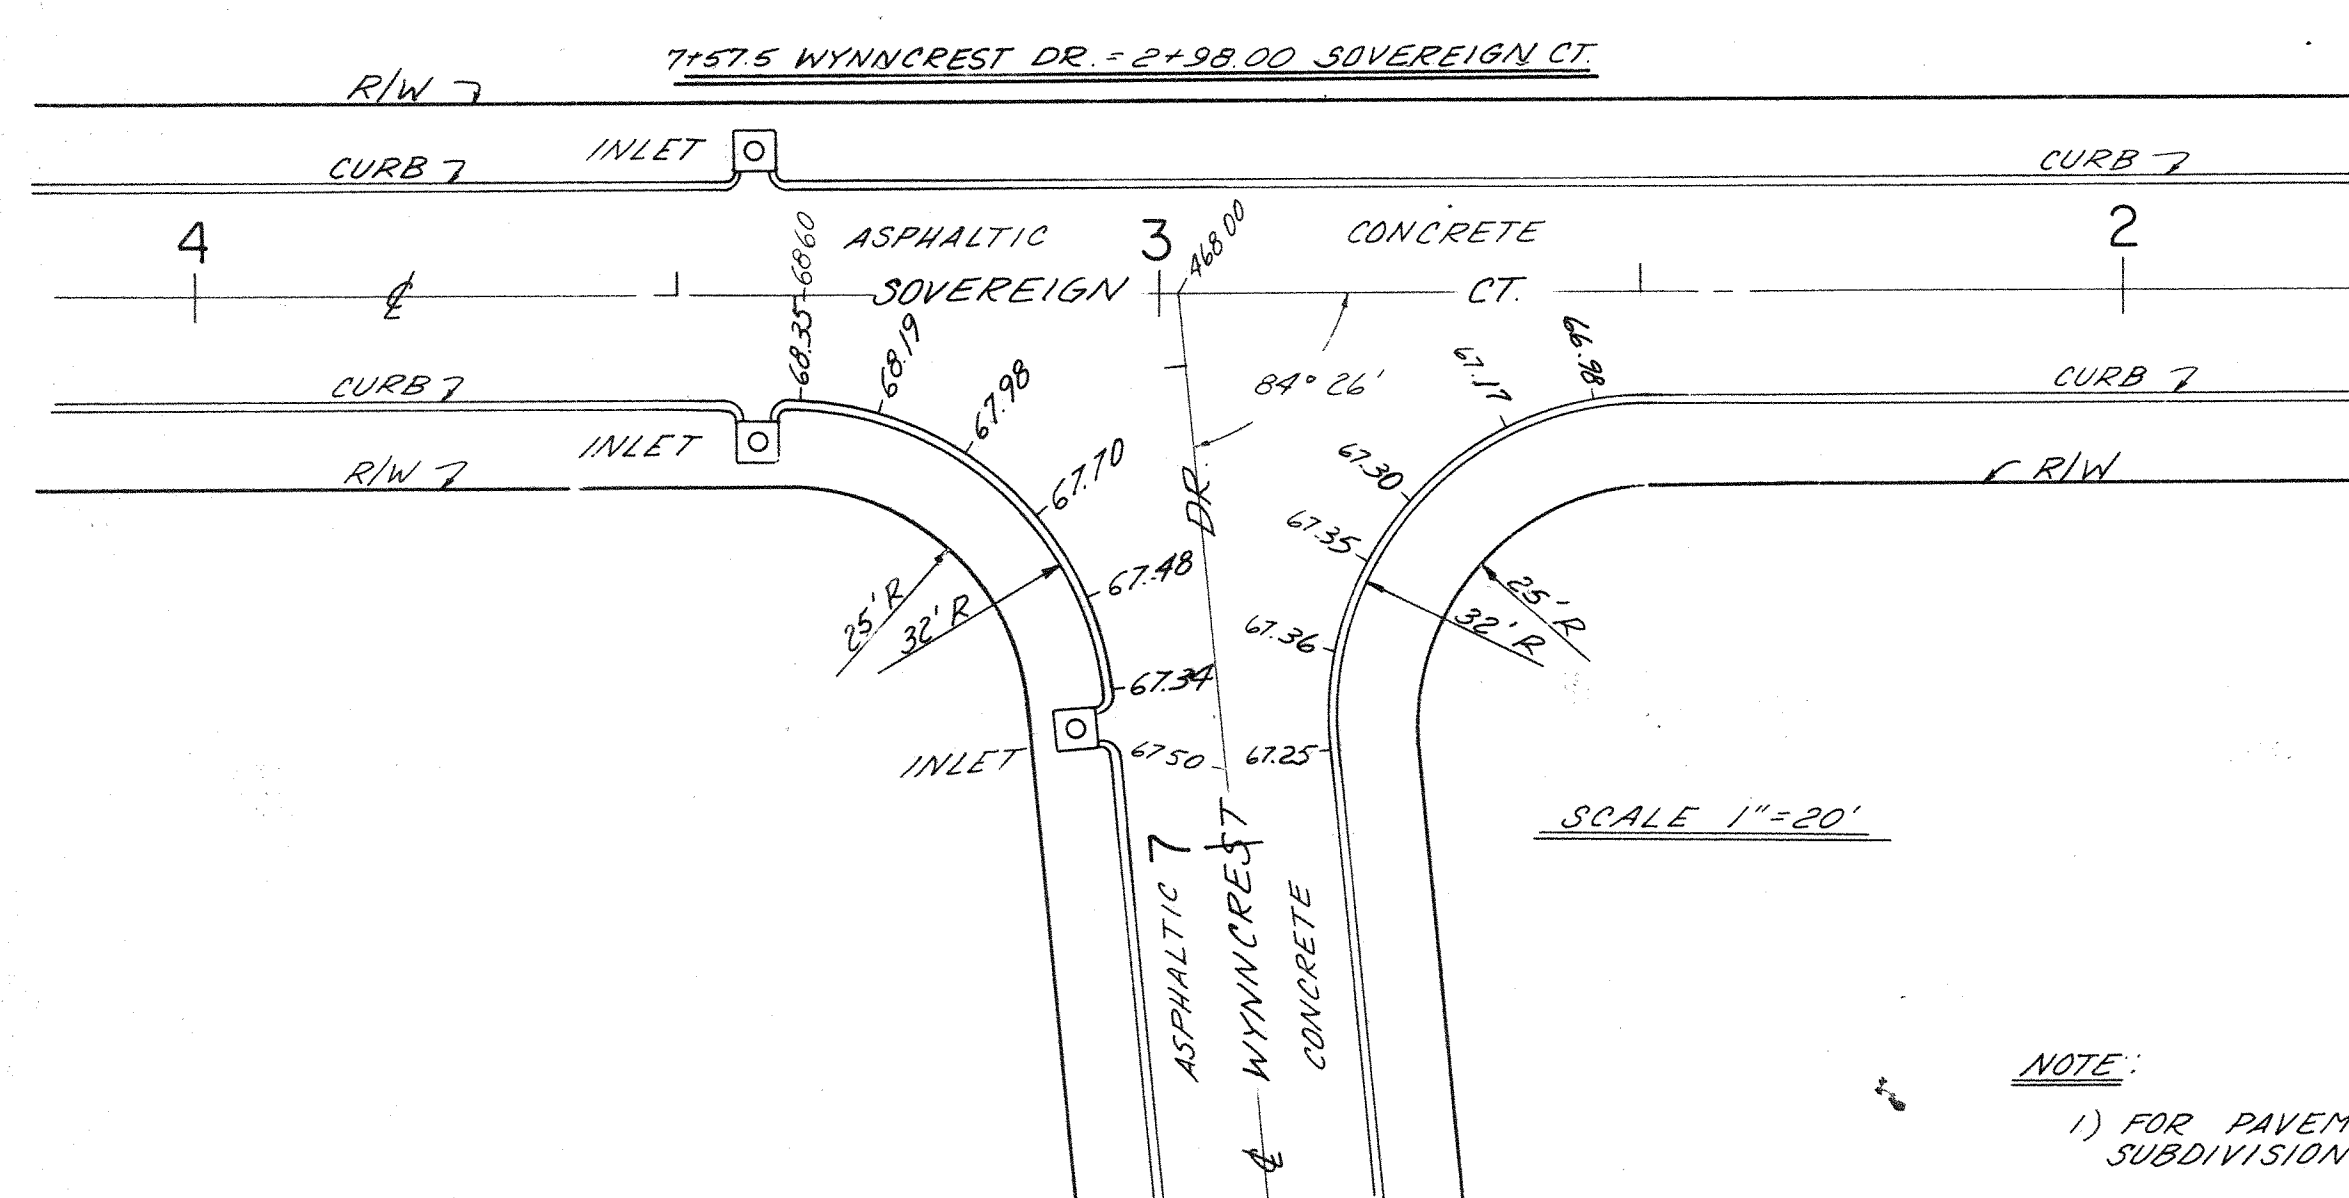 7+57.5 WYNNCREST DR. = 2+98.00 SOVEREIGN CT.
R/W
INLET
CURB
CURB
4
ASPHALTIC
3
CONCRETE
2
68 60
468 00
℄
SOVEREIGN
CT.
68.35
68.19
67.98
67.70
67.48
67.34
84° 26'
66.98
67.17
67.30
67.35
67.36
67.25
CURB
CURB
INLET
R/W
R/W
DR.
25' R
32' R
32' R
25' R
INLET
67 50
SCALE 1"=20'
7
ASPHALTIC
WYNNCREST
CONCRETE
℄
NOTE:
1) FOR PAVEM
SUBDIVISION